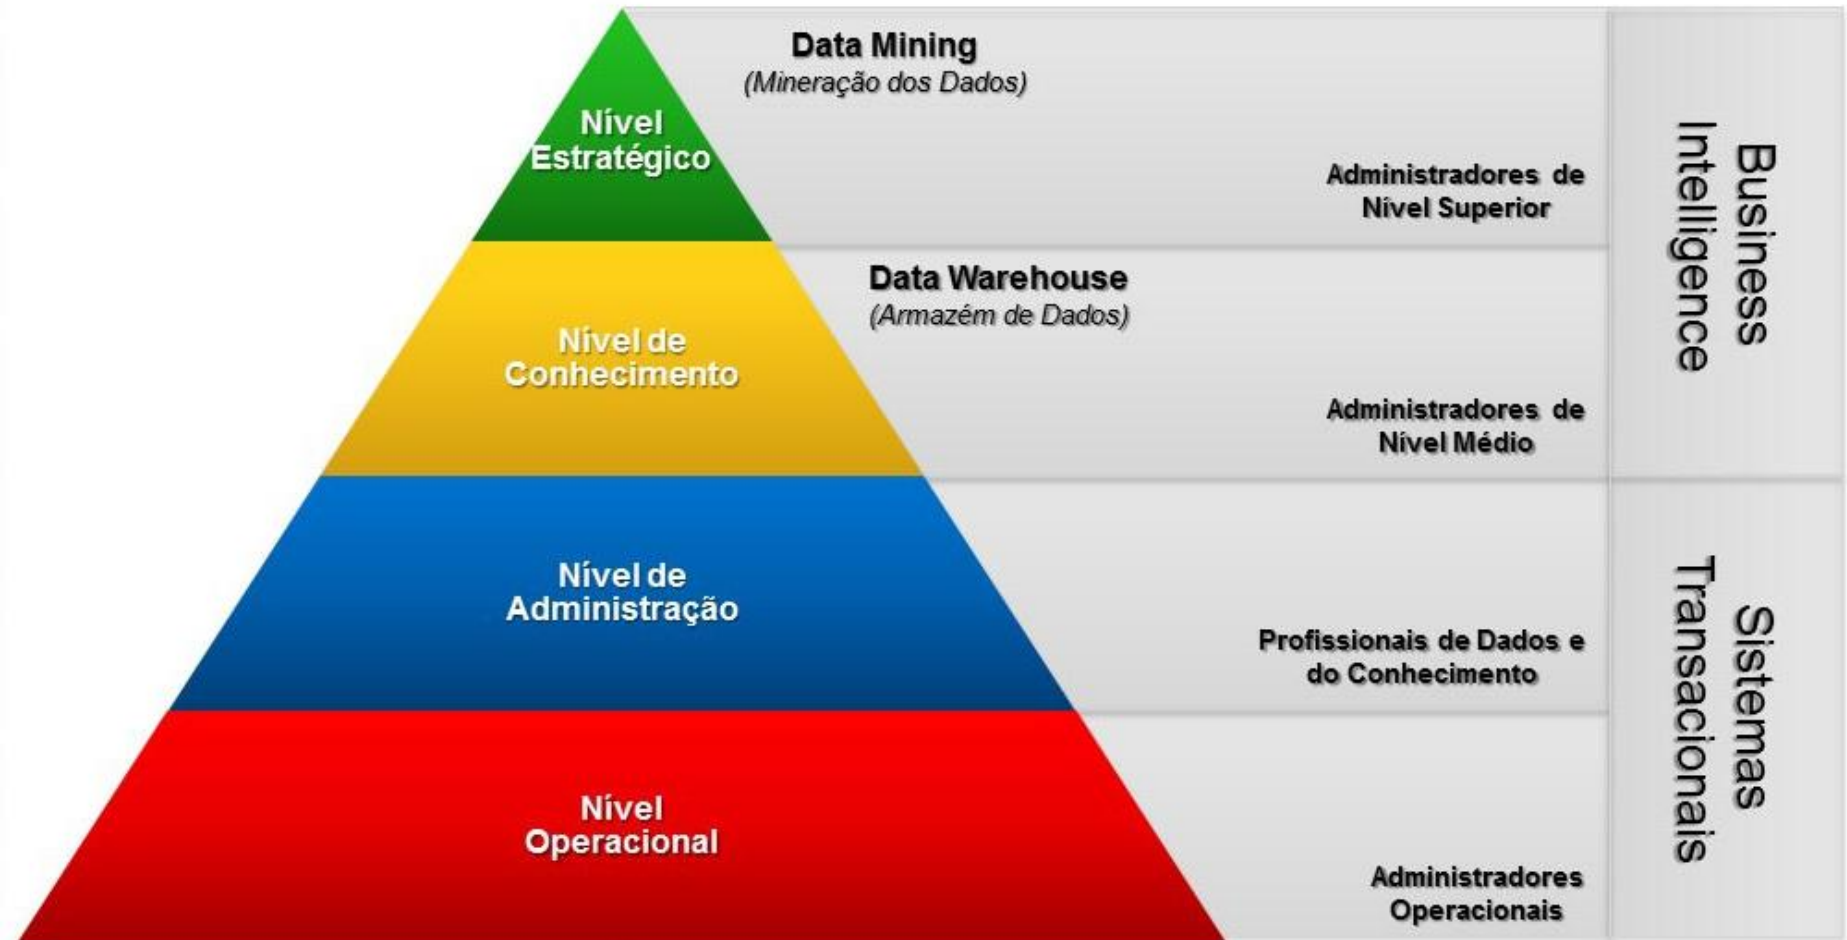 Nível
Estratégico
Data Mining
(Mineração dos Dados)
Administradores de
Nível Superior
Business
Intelligence
Nível de
Conhecimento
Data Warehouse
(Armazém de Dados)
Administradores de
Nível Médio
Nível de
Administração
Profissionais de Dados e
do Conhecimento
Sistemas
Transacionais
Nível
Operacional
Administradores
Operacionais